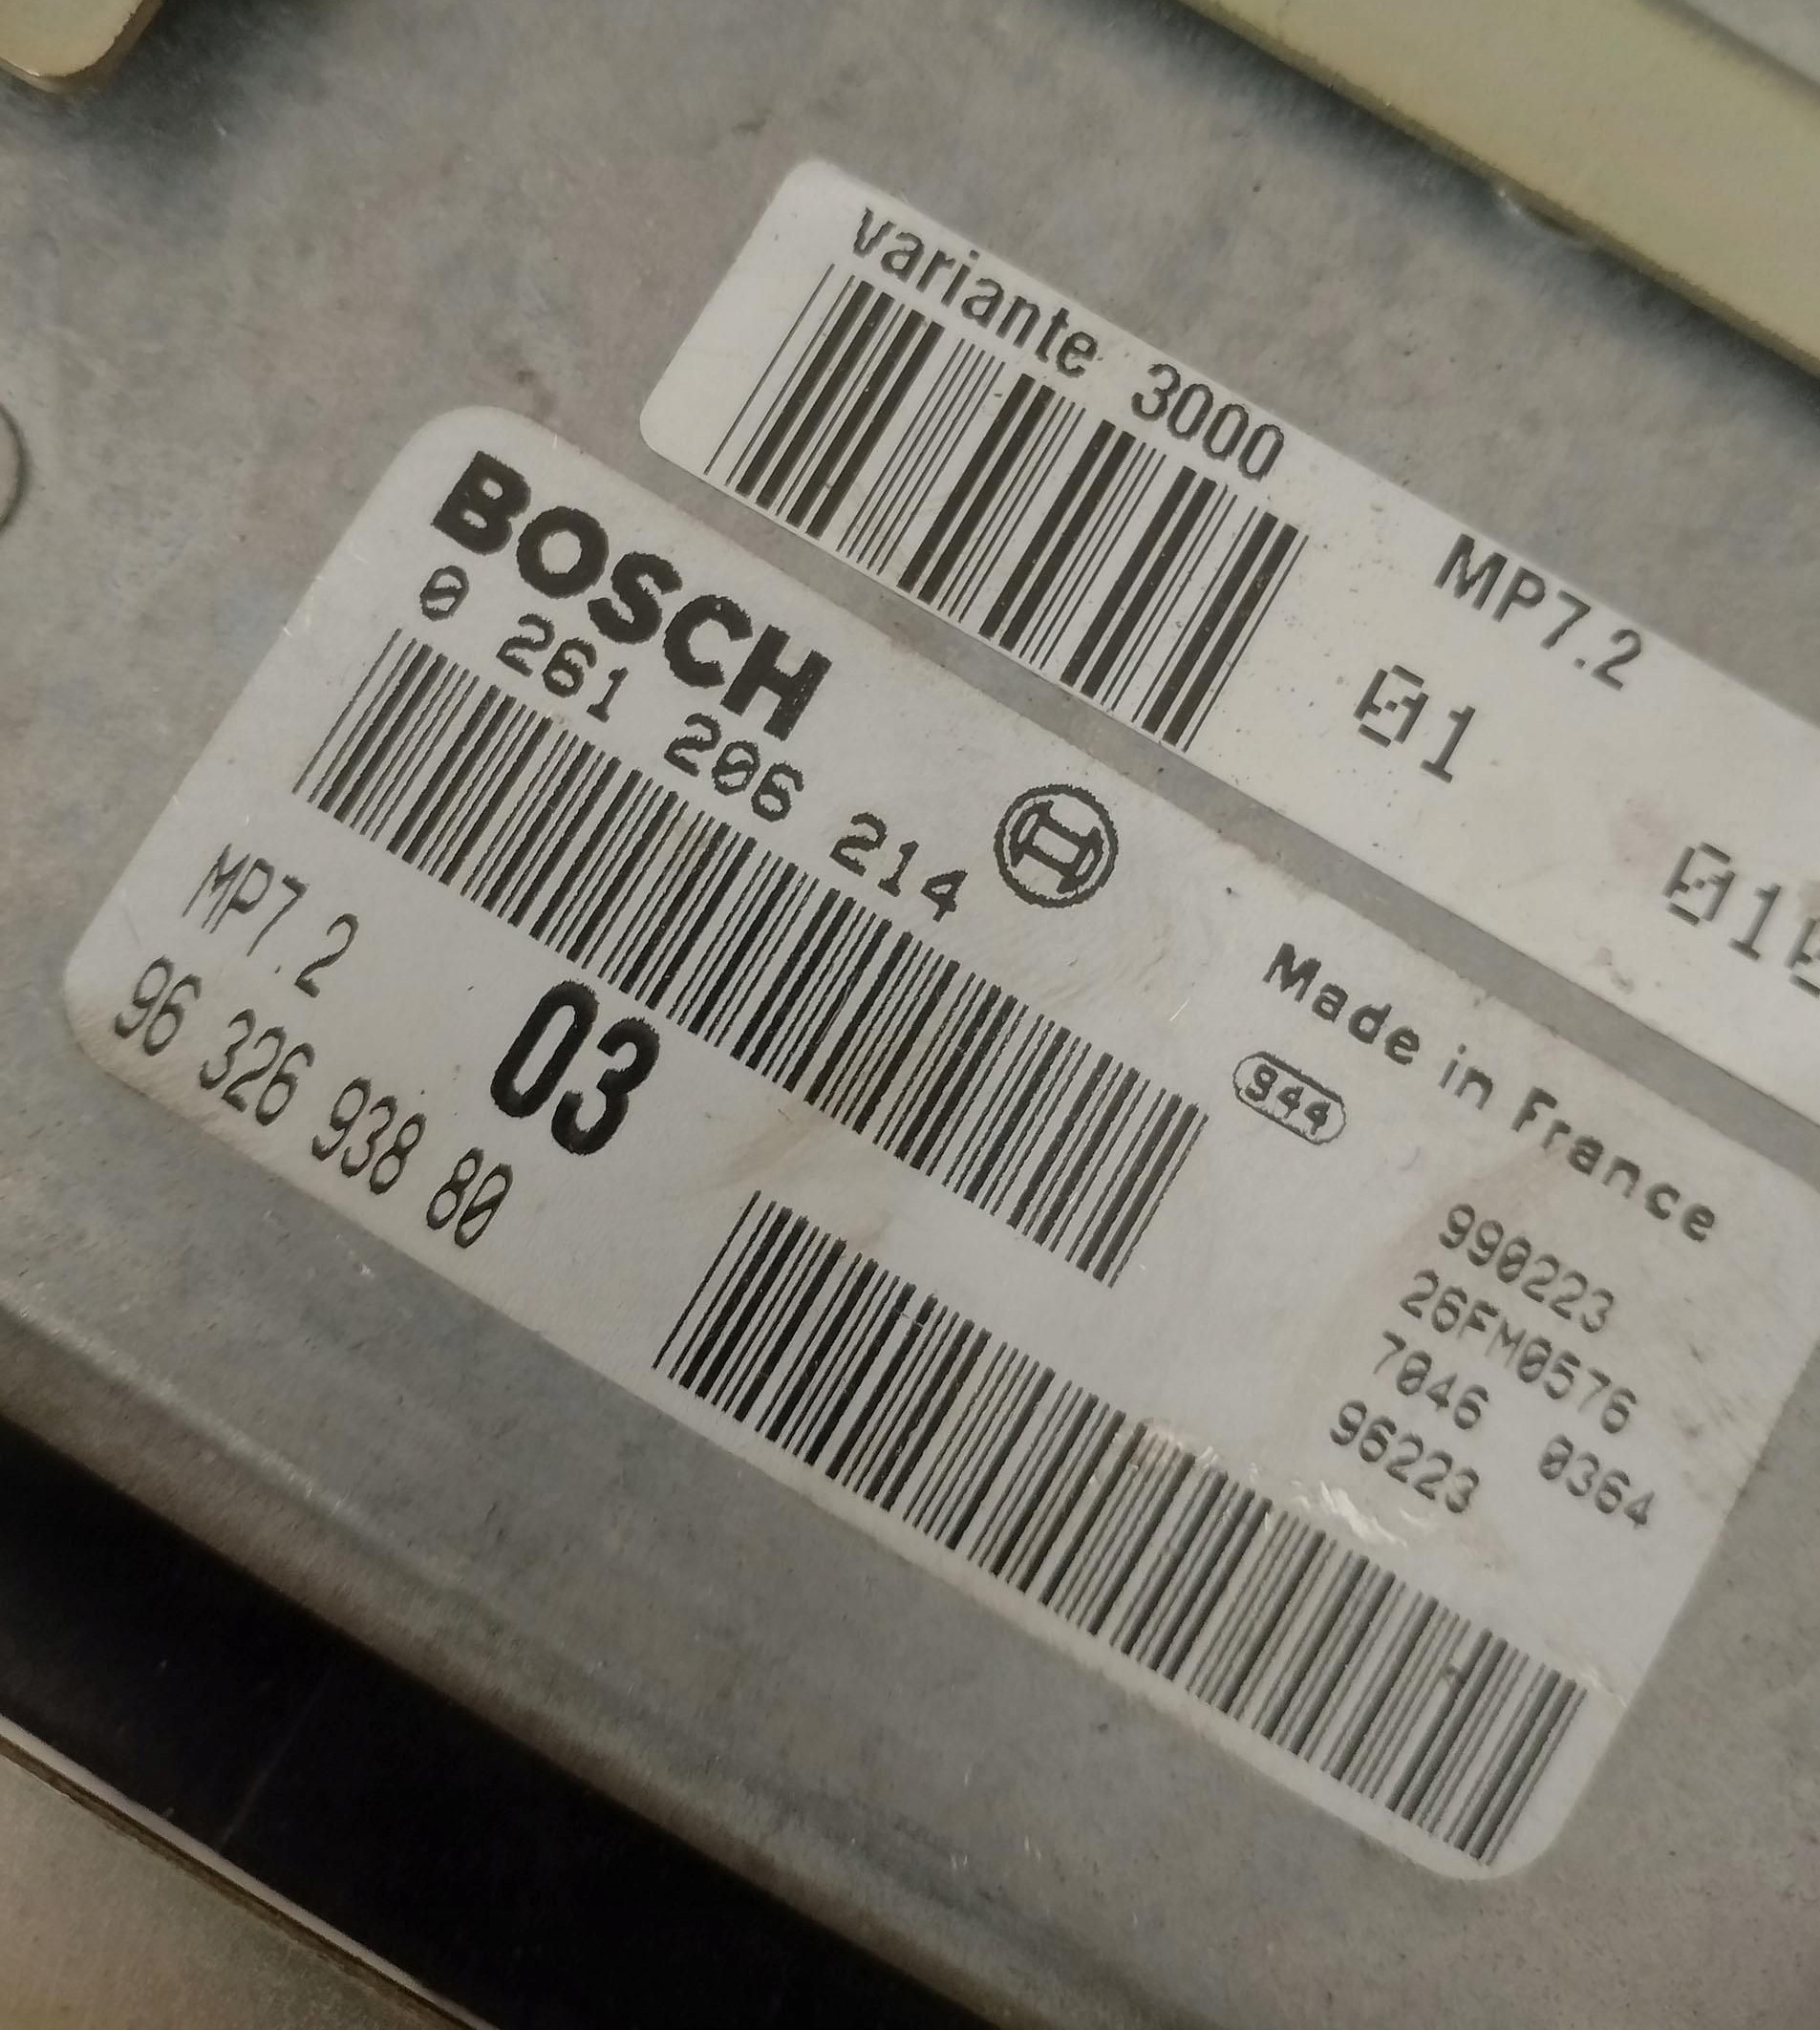 variante 3000
MP7.2
01
BOSCH
0 261 206 214
Made in France
944
MP7.2
03
96 326 938 80
990223
26FM0576
7046 0364
96223